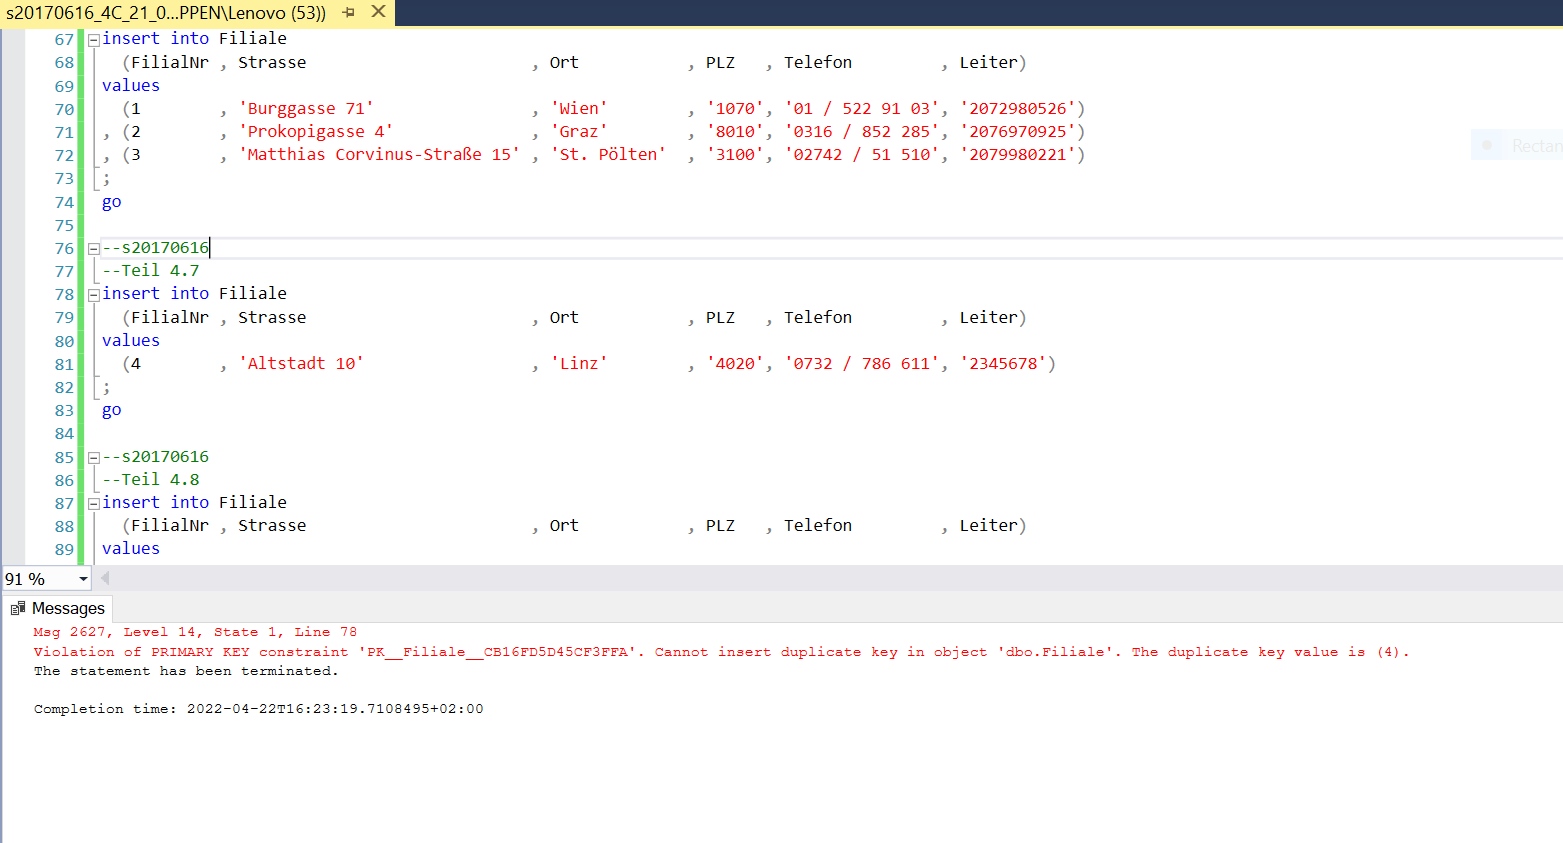 s20170616_4C_21_0...PPEN\Lenovo (53))
67 insert into Filiale
68 (FilialNr , Strasse , Ort , PLZ , Telefon , Leiter)
69 values
70 (1 , 'Burggasse 71' , 'Wien' , '1070', '01 / 522 91 03', '2072980526')
71 , (2 , 'Prokopigasse 4' , 'Graz' , '8010', '0316 / 852 285', '2076970925')
72 , (3 , 'Matthias Corvinus-Straße 15' , 'St. Pölten' , '3100', '02742 / 51 510', '2079980221')
73 ;
74 go
75
76 --s20170616
77 --Teil 4.7
78 insert into Filiale
79 (FilialNr , Strasse , Ort , PLZ , Telefon , Leiter)
80 values
81 (4 , 'Altstadt 10' , 'Linz' , '4020', '0732 / 786 611', '2345678')
82 ;
83 go
84
85 --s20170616
86 --Teil 4.8
87 insert into Filiale
88 (FilialNr , Strasse , Ort , PLZ , Telefon , Leiter)
89 values
Rectan
91 %
Messages
Msg 2627, Level 14, State 1, Line 78
Violation of PRIMARY KEY constraint 'PK__Filiale__CB16FD5D45CF3FFA'. Cannot insert duplicate key in object 'dbo.Filiale'. The duplicate key value is (4).
The statement has been terminated.
Completion time: 2022-04-22T16:23:19.7108495+02:00